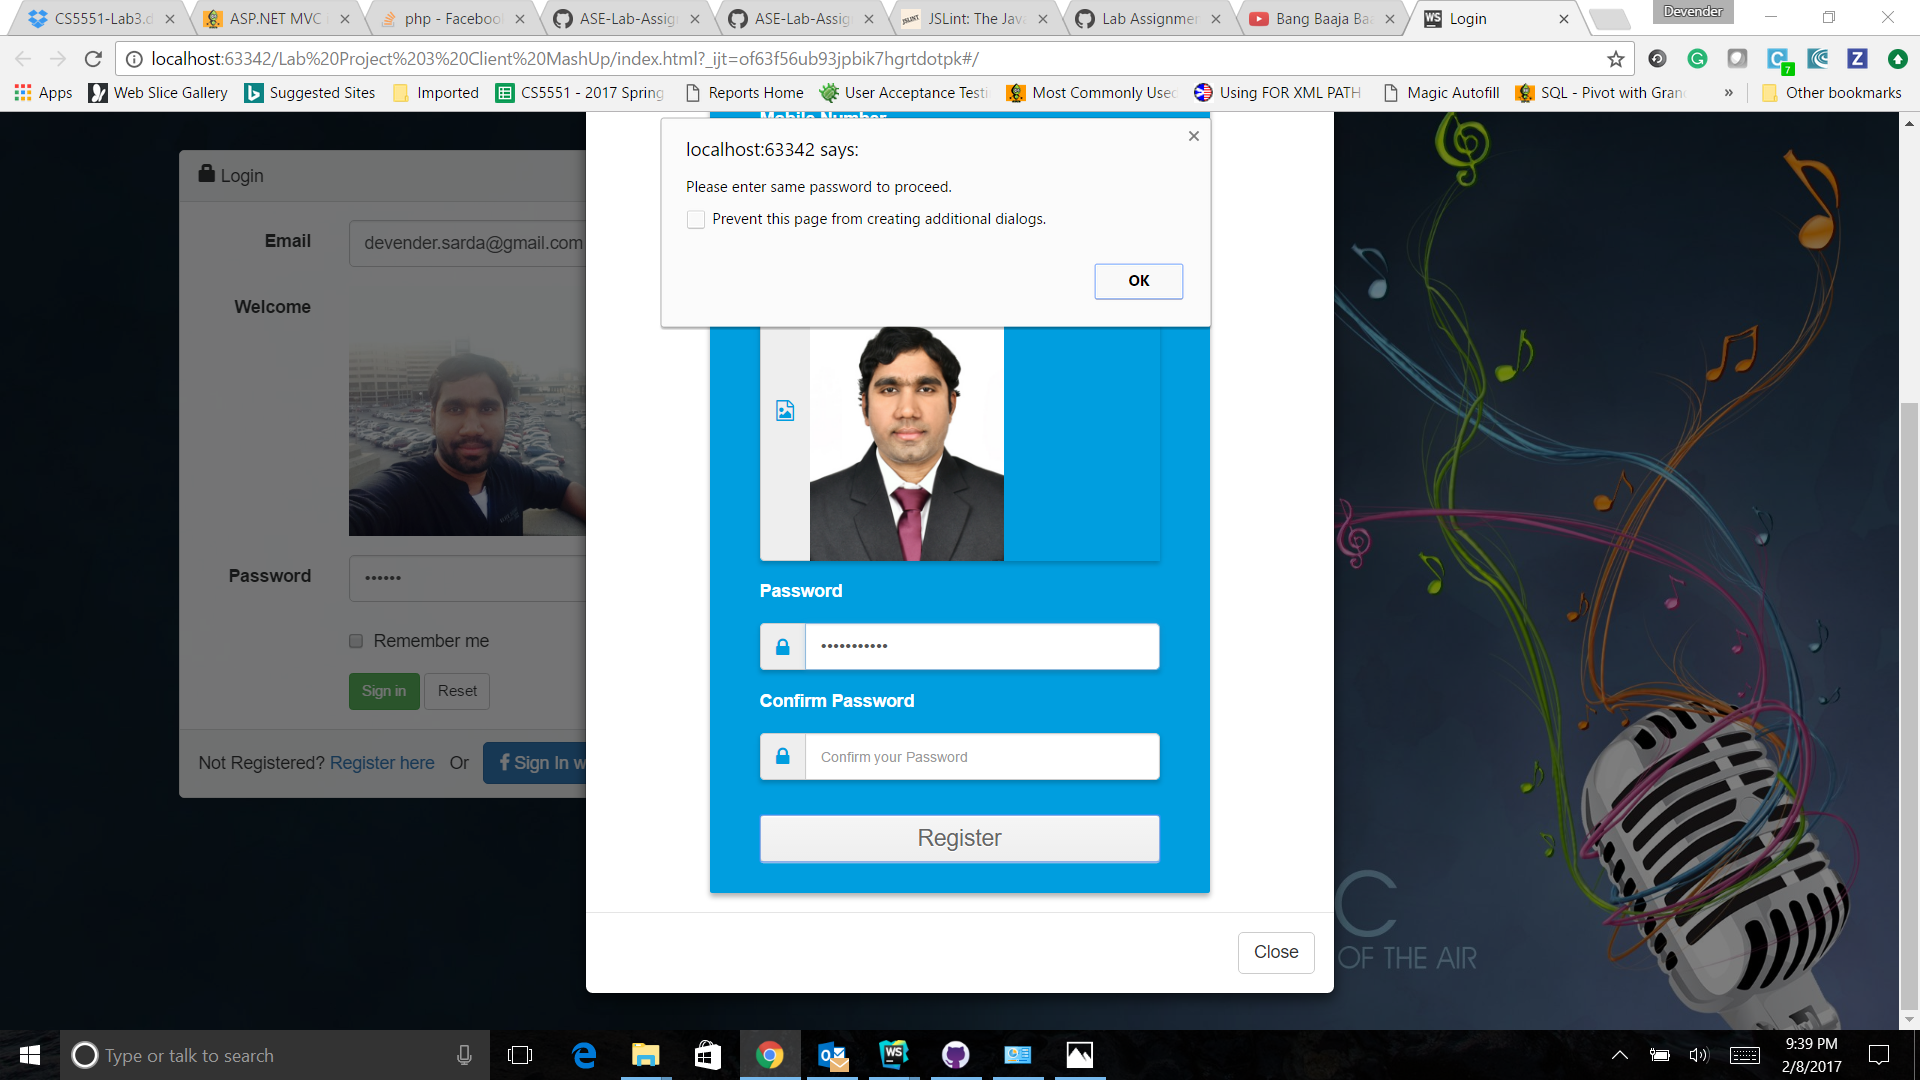 CS5551-Lab3.d
ASP.NET MVC
php - Faceboo
ASE-Lab-Assig
ASE-Lab-Assig
JSLint: The Jav
Lab Assignmen
Bang Baaja Baa
Login
Devender
localhost:63342/Lab%20Project%203%20Client%20MashUp/index.html?_ijt=of63f56ub93jpbik7hgrtdotpk#/
7
Apps
Web Slice Gallery
Suggested Sites
Imported
CS5551 - 2017 Spring
Reports Home
User Acceptance Testi
Most Commonly Used
Using FOR XML PATH
Magic Autofill
SQL - Pivot with Gran
»
Other bookmarks
Mobile Number
localhost:63342 says:
Please enter same password to proceed.
Prevent this page from creating additional dialogs.
OK
Login
Email
devender.sarda@gmail.com
Welcome
Password
Remember me
Sign in
Reset
Not Registered? Register here Or
Sign In w
Password
Confirm Password
Confirm your Password
Register
Close
C
OF THE AIR
Type or talk to search
9:39 PM
2/8/2017